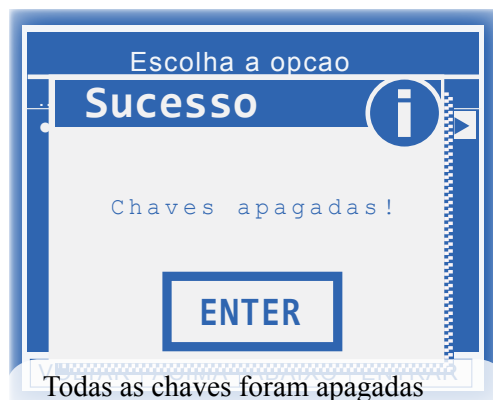 Escolha a opcao
Sucesso
Chaves apagadas!
ENTER
Todas as chaves foram apagadas